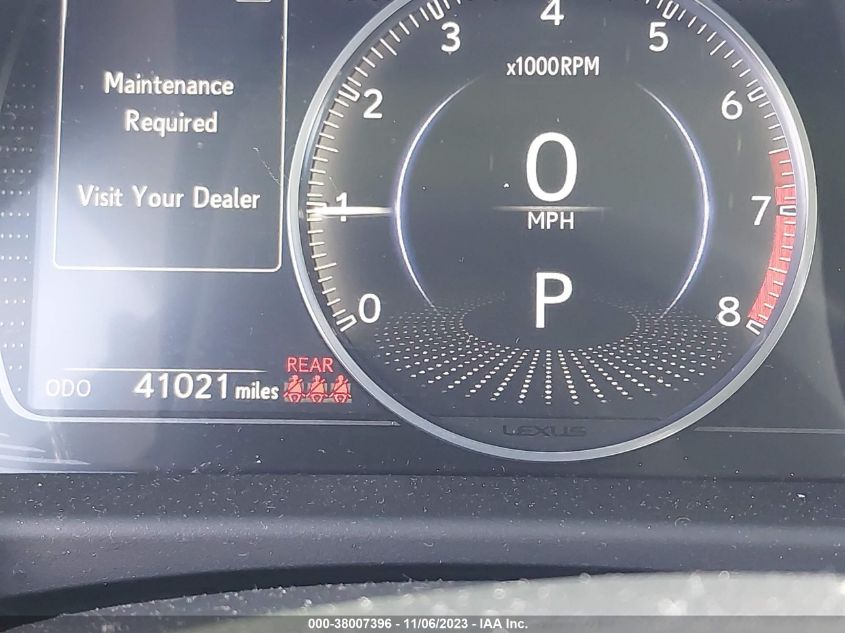 Maintenance
Required
Visit Your Dealer
ODO 41021 miles
REAR
0
1
2
3
4
5
6
7
8
x1000RPM
0
MPH
P
LEXUS
000-38007396 - 11/06/2023 - IAA Inc.